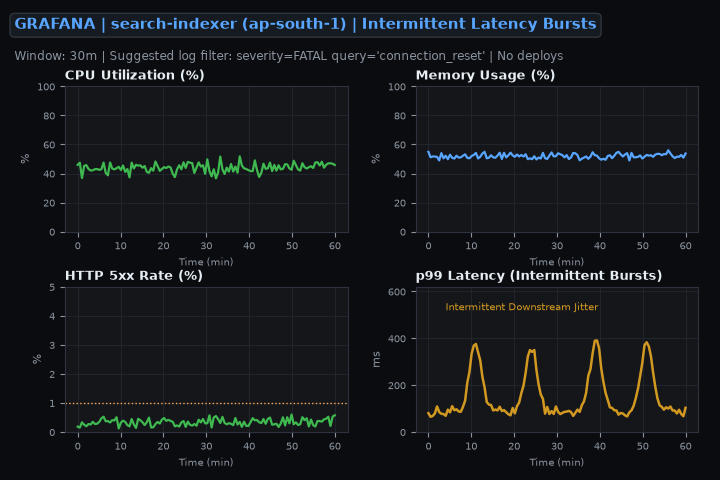 GRAFANA | search-indexer (ap-south-1) | Intermittent Latency Bursts
Window: 30m | Suggested log filter: severity=FATAL query='connection_reset' | No deploys
CPU Utilization (%)
100
80
60
40
20
0
%
0 10 20 30 40 50 60
Time (min)
Memory Usage (%)
100
80
60
40
20
0
%
0 10 20 30 40 50 60
Time (min)
HTTP 5xx Rate (%)
5
4
3
2
1
0
%
0 10 20 30 40 50 60
Time (min)
p99 Latency (Intermittent Bursts)
Intermittent Downstream Jitter
600
400
200
0
ms
0 10 20 30 40 50 60
Time (min)